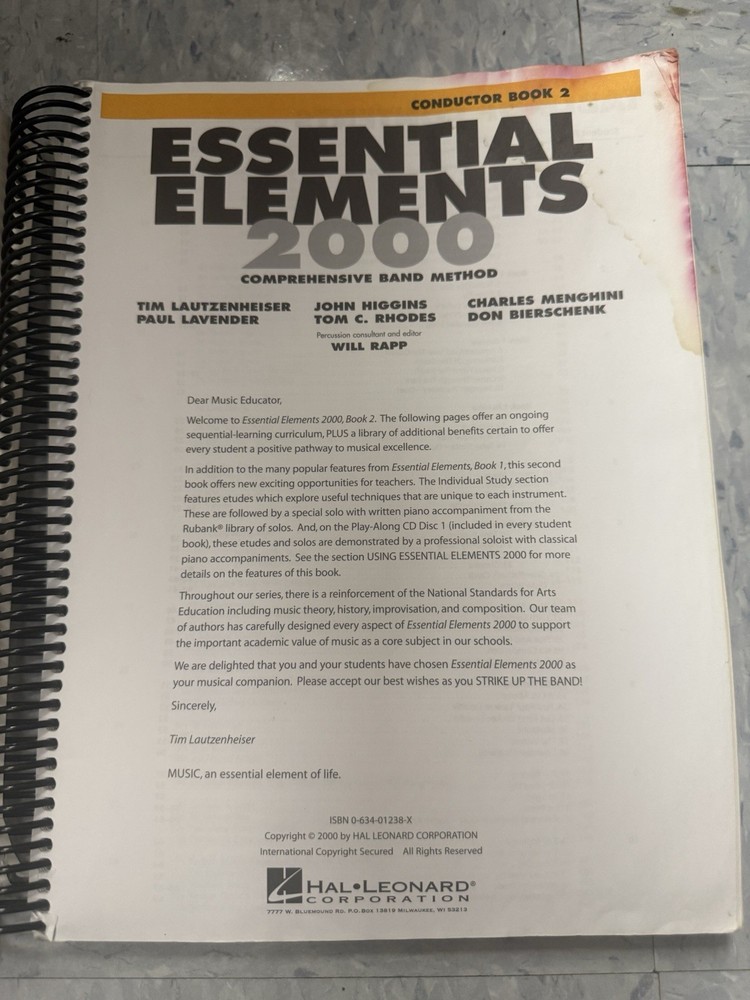 CONDUCTOR BOOK 2
ESSENTIAL
ELEMENTS
2000
COMPREHENSIVE BAND METHOD
TIM LAUTZENHEISER JOHN HIGGINS CHARLES MENGHINI
PAUL LAVENDER TOM C. RHODES DON BIERSCHENK
Percussion consultant and editor
WILL RAPP
Dear Music Educator,
Welcome to Essential Elements 2000, Book 2. The following pages offer an ongoing
sequential-learning curriculum, PLUS a library of additional benefits certain to offer
every student a positive pathway to musical excellence.
In addition to the many popular features from Essential Elements, Book 1, this second
book offers new exciting opportunities for teachers. The Individual Study section
features etudes which explore useful techniques that are unique to each instrument.
These are followed by a special solo with written piano accompaniment from the
Rubank® library of solos. And, on the Play-Along CD Disc 1 (included in every student
book), these etudes and solos are demonstrated by a professional soloist with classical
piano accompaniments. See the section USING ESSENTIAL ELEMENTS 2000 for more
details on the features of this book.
Throughout our series, there is a reinforcement of the National Standards for Arts
Education including music theory, history, improvisation, and composition. Our team
of authors has carefully designed every aspect of Essential Elements 2000 to support
the important academic value of music as a core subject in our schools.
We are delighted that you and your students have chosen Essential Elements 2000 as
your musical companion. Please accept our best wishes as you STRIKE UP THE BAND!
Sincerely,
Tim Lautzenheiser
MUSIC, an essential element of life.
ISBN 0-634-01238-X
Copyright © 2000 by HAL LEONARD CORPORATION
International Copyright Secured All Rights Reserved
HAL•LEONARD®
CORPORATION
7777 W. BLUEMOUND RD. P.O. BOX 13819 MILWAUKEE, WI 53213